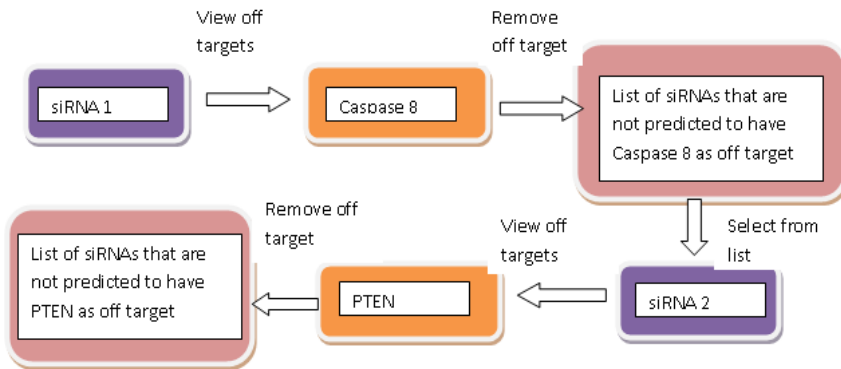 View off
targets
Remove
off target
siRNA 1
Caspase 8
List of siRNAs that are
not predicted to have
Caspase 8 as off target
Select from
list
siRNA 2
View off
targets
PTEN
Remove off
target
List of siRNAs that are
not predicted to have
PTEN as off target